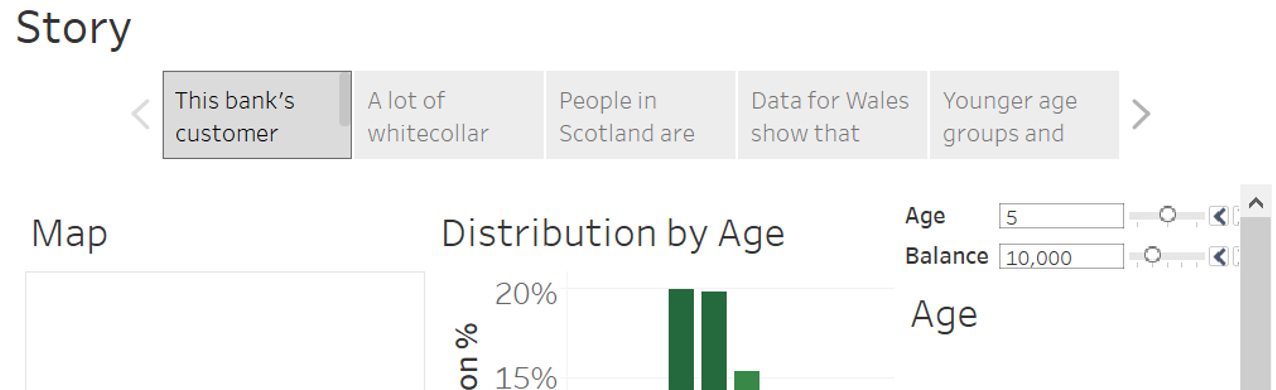 Story
This bank's
customer
A lot of
whitecollar
People in
Scotland are
Data for Wales
show that
Younger age
groups and
Map
Distribution by Age
20%
15%
on %
Age 5
Balance 10,000
Age